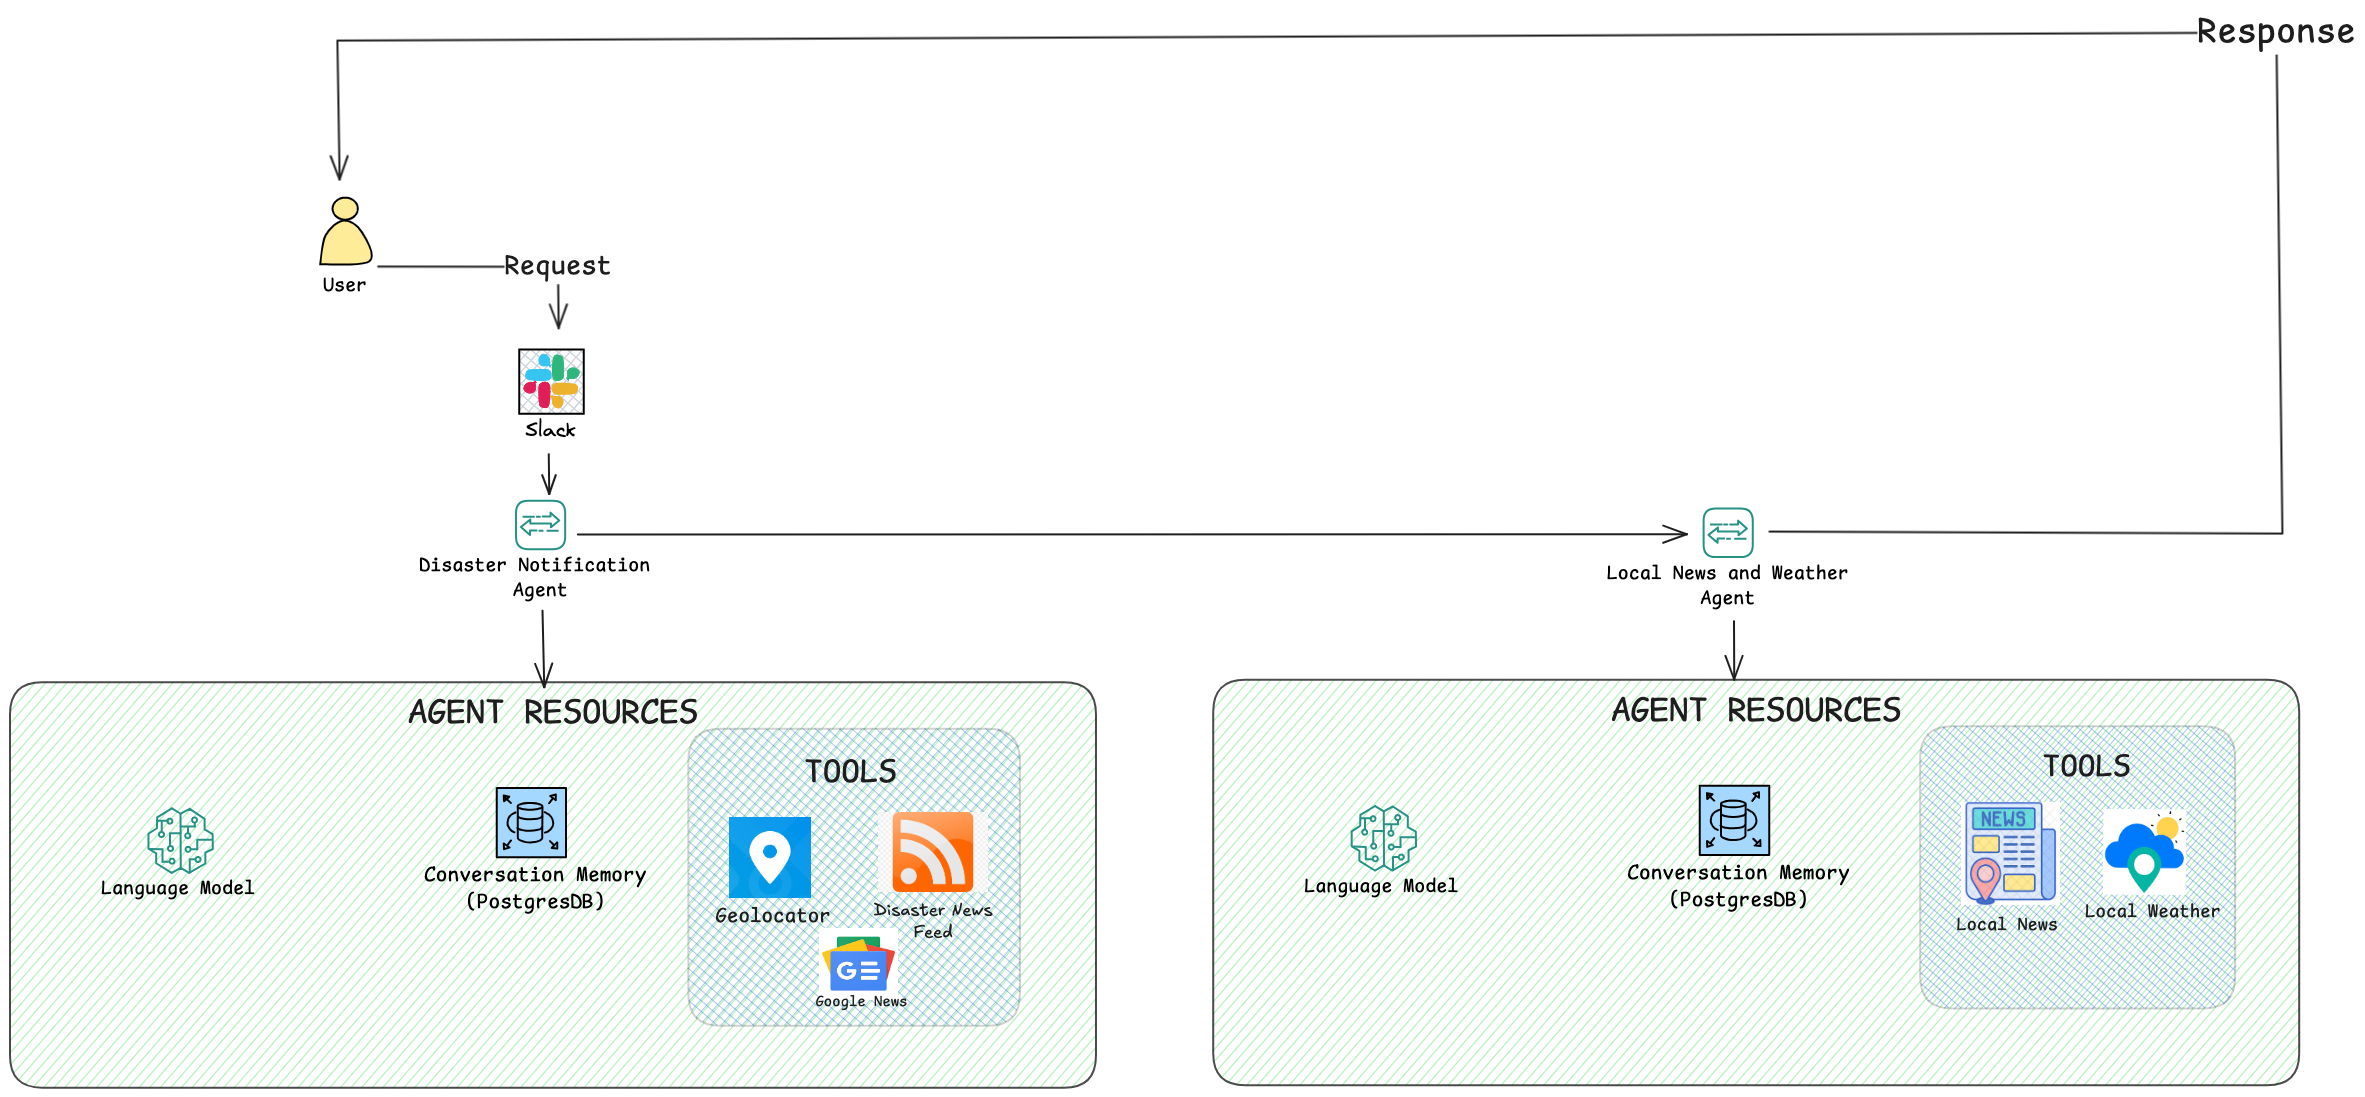 Response
Request
User
Slack
Disaster Notification
Agent
Local News and Weather
Agent
AGENT RESOURCES
TOOLS
Language Model
Conversation Memory
(PostgresDB)
Geolocator
Disaster News
Feed
G
Google News
AGENT RESOURCES
TOOLS
Language Model
Conversation Memory
(PostgresDB)
NEWS
Local News
Local Weather